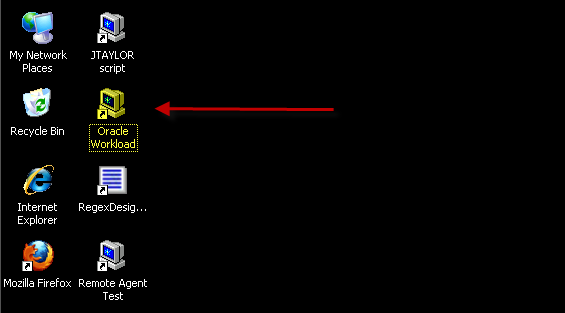 My Network
Places
JTAYLOR
script
Recycle Bin
Oracle
Workload
Internet
Explorer
RegexDesig...
Mozilla Firefox
Remote Agent
Test